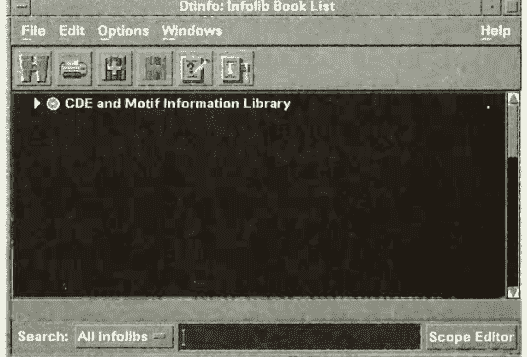 Dtinfo: Infolib Book List
File Edit Options Windows Help
CDE and Motif Information Library
Search: All Infolibs Scope Editor